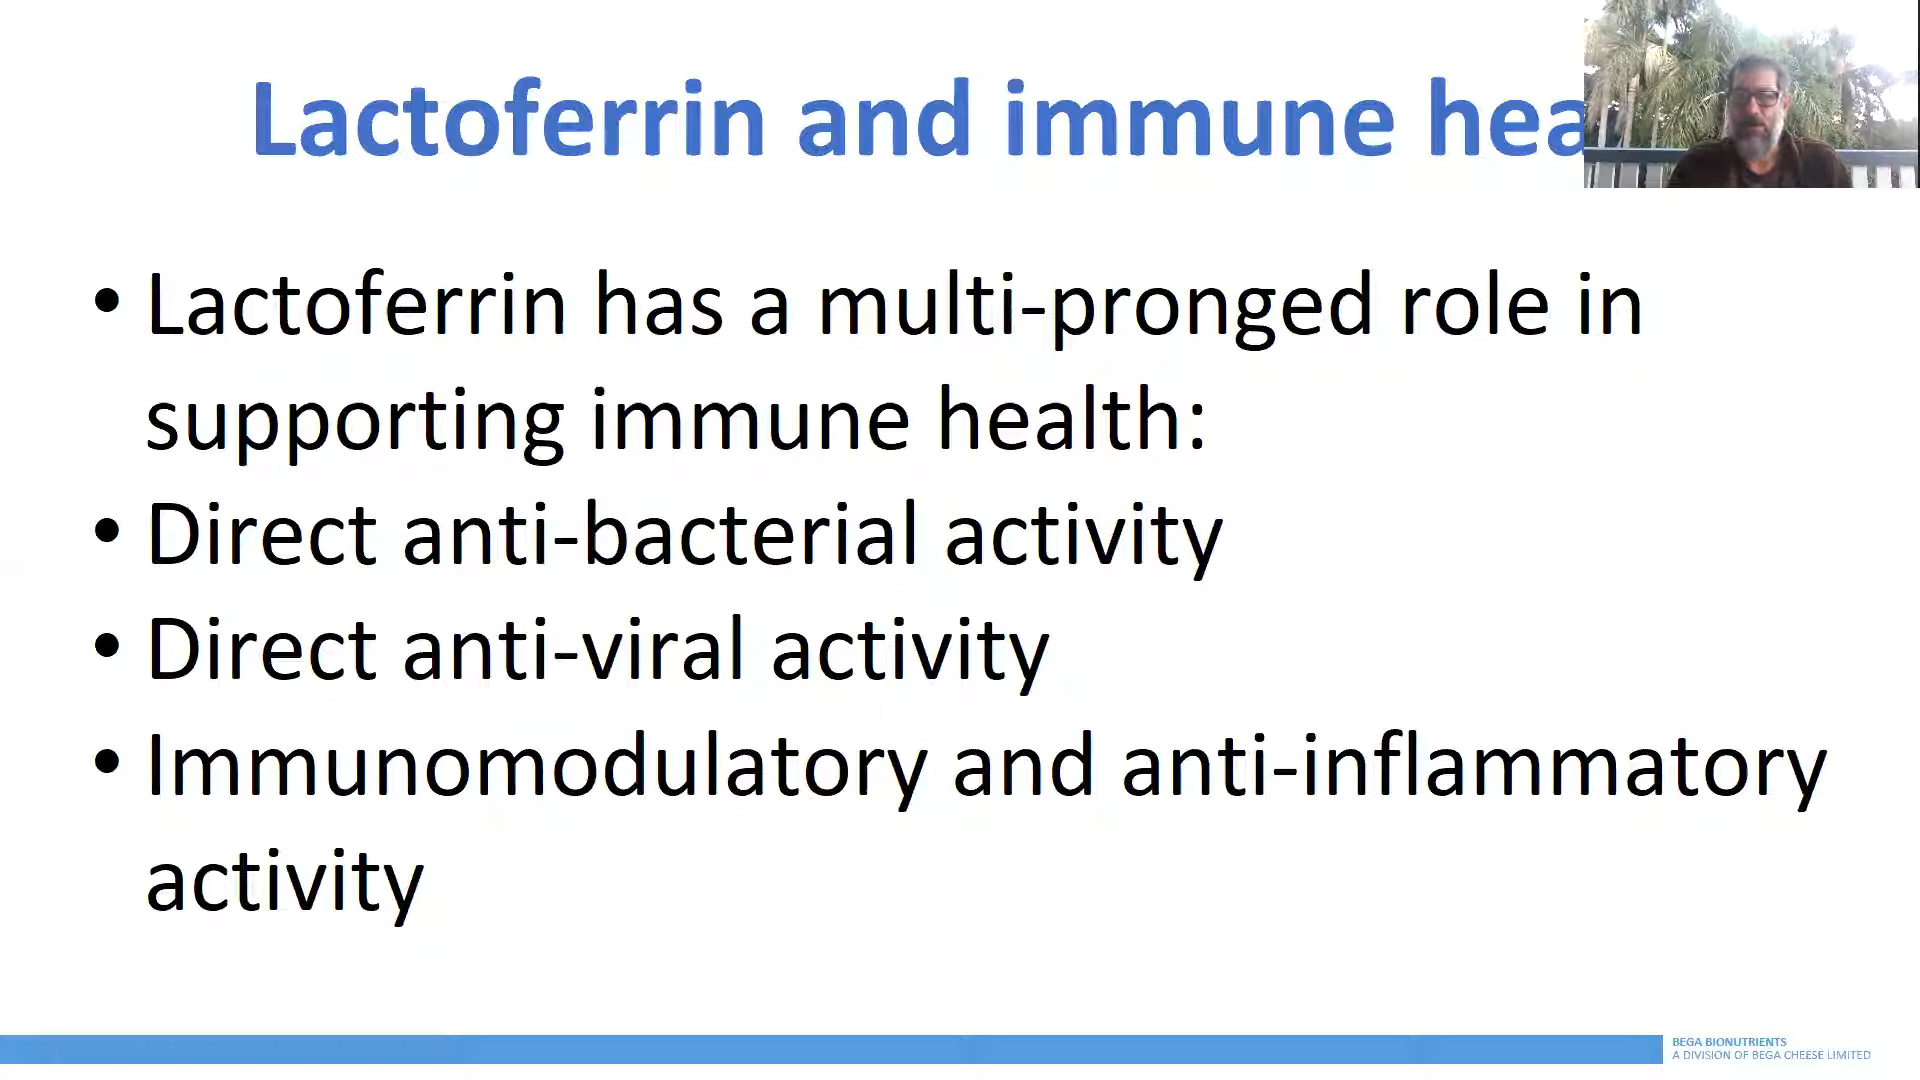 Lactoferrin and immune hea
• Lactoferrin has a multi-pronged role in
supporting immune health:
• Direct anti-bacterial activity
• Direct anti-viral activity
• Immunomodulatory and anti-inflammatory
activity
BEGA BIONUTRIENTS
A DIVISION OF BEGA CHEESE LIMITED